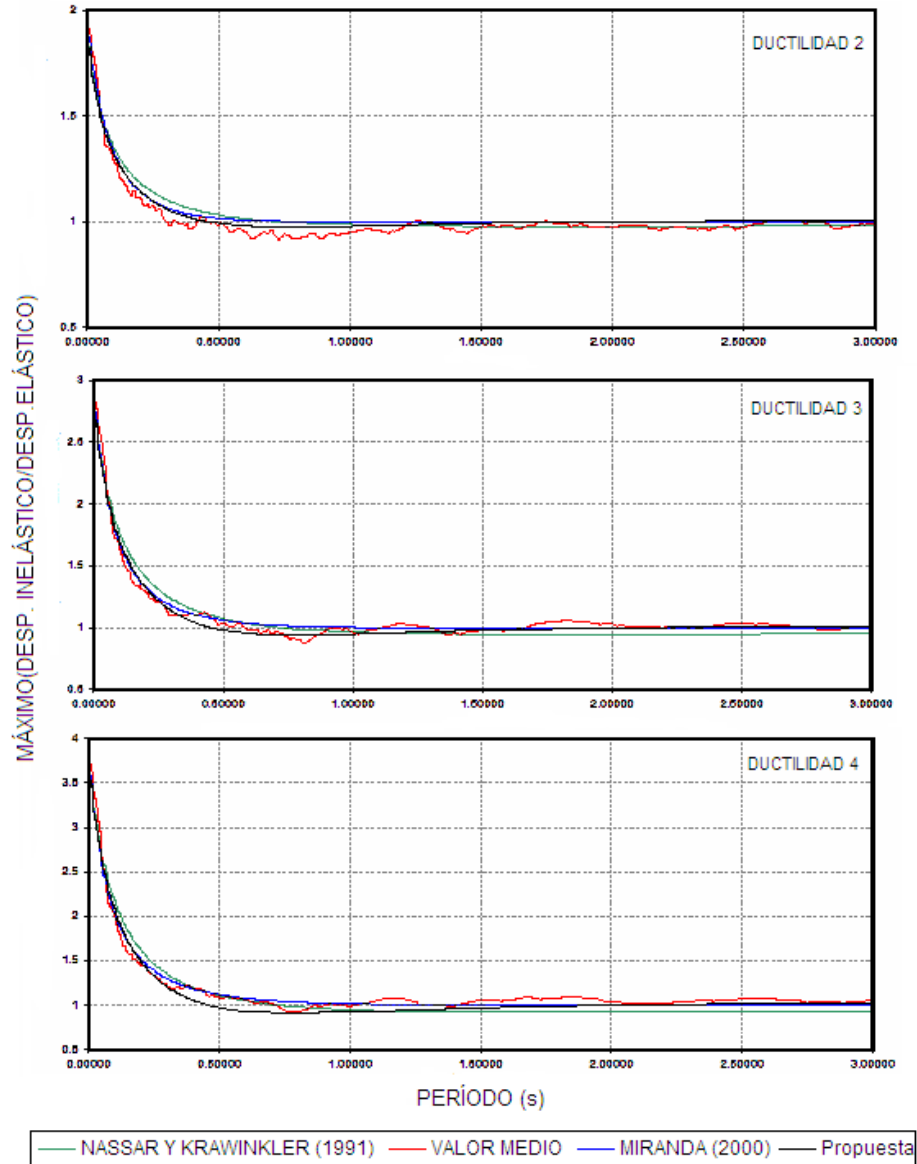 2
DUCTILIDAD 2
1.5
1
0.5
0.00000 0.50000 1.00000 1.50000 2.00000 2.50000 3.00000
MÁXIMO(DESP. INELÁSTICO/DESP.ELÁSTICO)
3
DUCTILIDAD 3
2.5
2
1.5
1
0.5
0.00000 0.50000 1.00000 1.50000 2.00000 2.50000 3.00000
4
DUCTILIDAD 4
3.5
3
2.5
2
1.5
1
0.5
0.00000 0.50000 1.00000 1.50000 2.00000 2.50000 3.00000
PERÍODO (s)
NASSAR Y KRAWINKLER (1991) VALOR MEDIO MIRANDA (2000) Propuesta